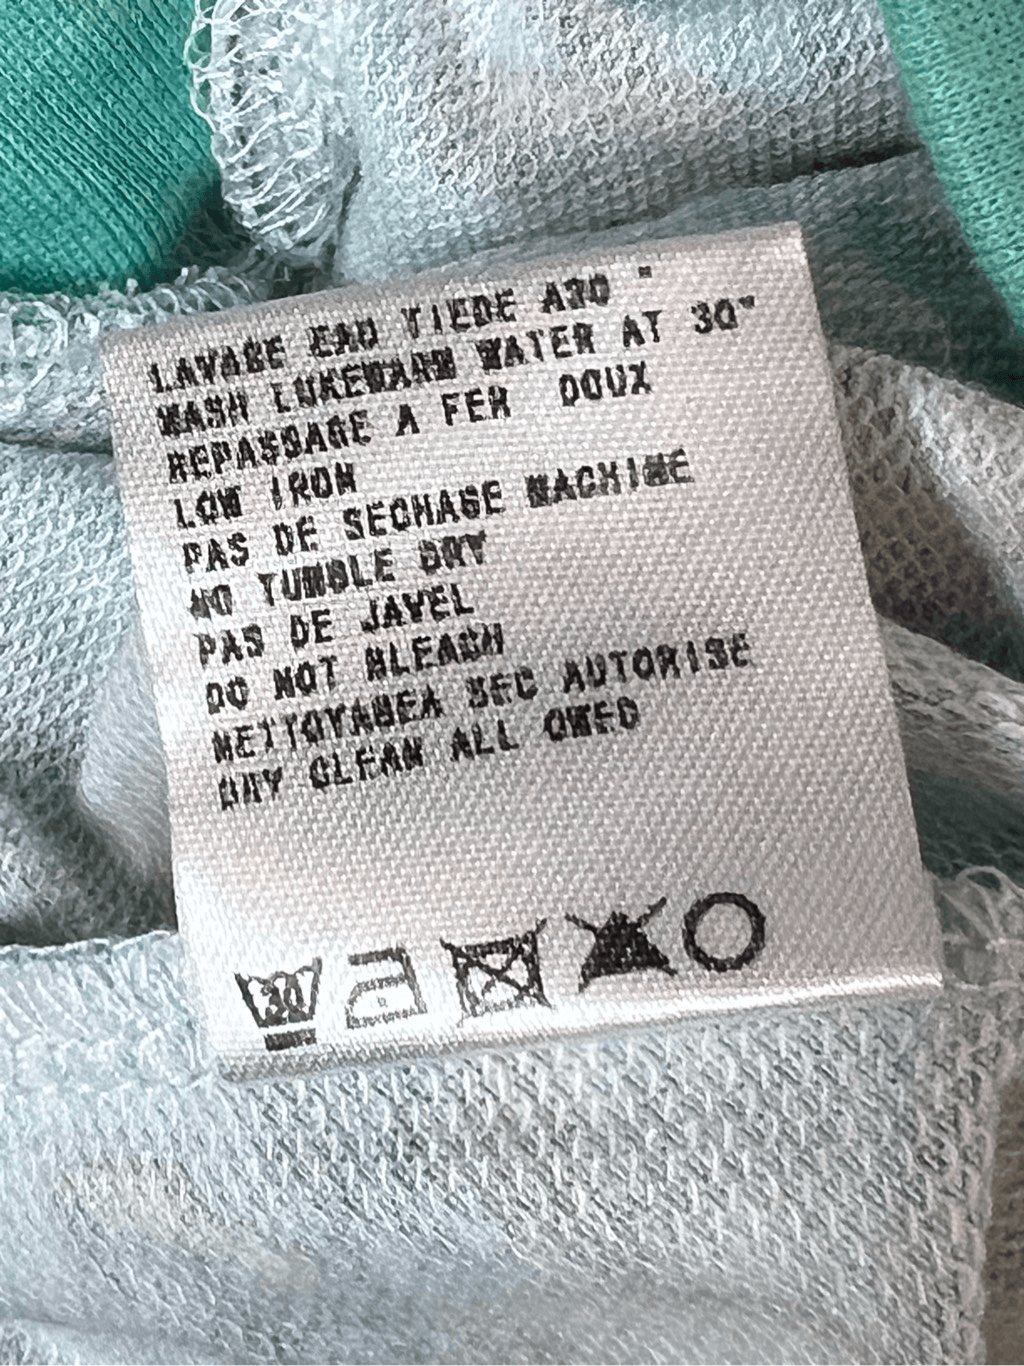 LAVAGE EAU TIEDE A30 °
WASH LUKEWARM WATER AT 30°
REPASSAGE A FER DOUX
LOW IRON
PAS DE SECHAGE MACHINE
NO TUMBLE DRY
PAS DE JAVEL
DO NOT BLEACH
NETTOYAGEA SEC AUTORISE
DRY CLEAN ALL OWED
30